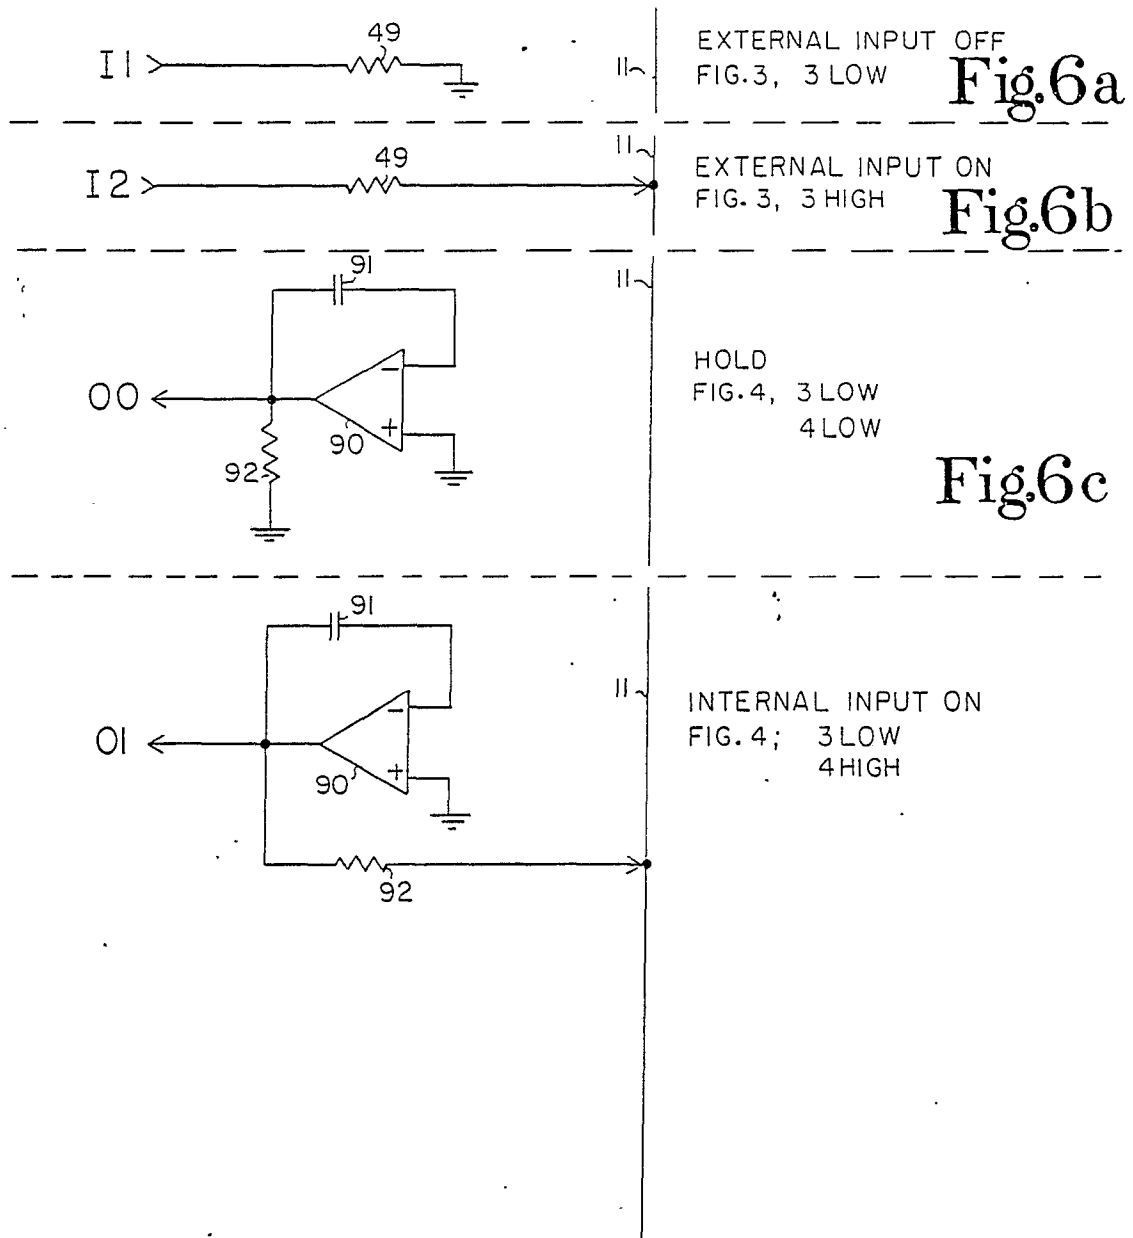 49
I1
11
EXTERNAL INPUT OFF
FIG.3, 3 LOW
Fig.6a
49
I2
11
EXTERNAL INPUT ON
FIG. 3, 3 HIGH
Fig.6b
91
11
−
OO
90
+
92
HOLD
FIG. 4, 3 LOW
4 LOW
Fig.6c
91
11
−
OI
90
+
92
INTERNAL INPUT ON
FIG. 4; 3 LOW
4 HIGH